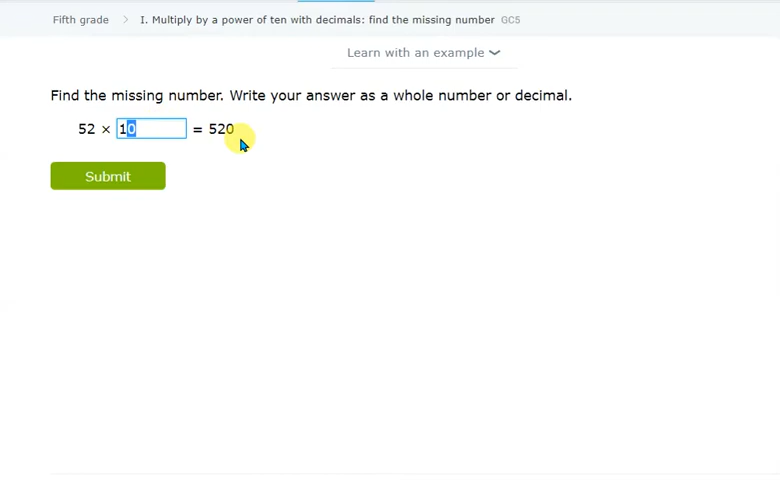 Fifth grade > I. Multiply by a power of ten with decimals: find the missing number GC5
Learn with an example
Find the missing number. Write your answer as a whole number or decimal.
52 × 10 = 520
Submit